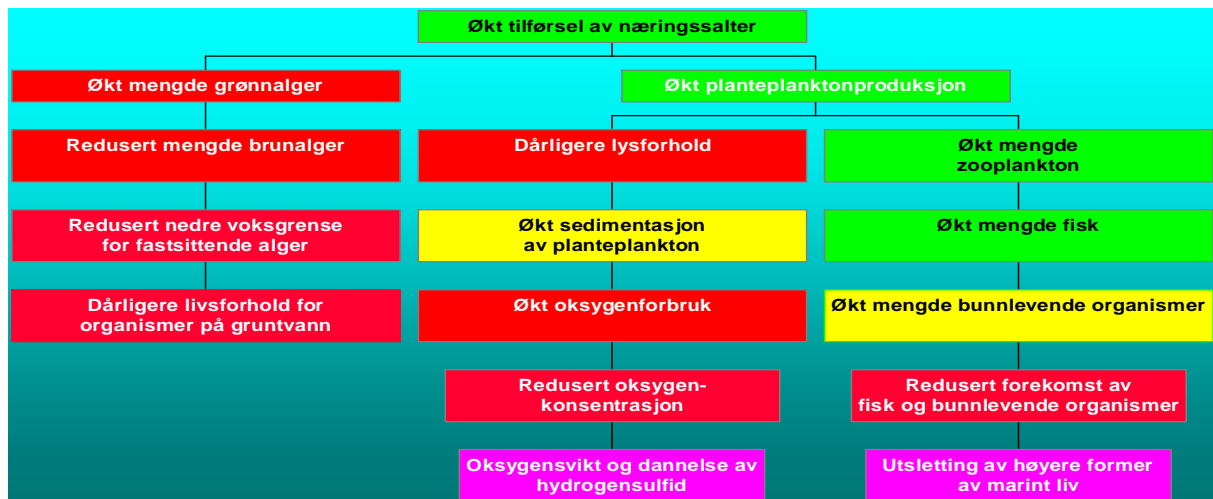 Økt tilførsel av næringssalter
Økt mengde grønnalger
Økt planteplanktonproduksjon
Redusert mengde brunalger
Dårligere lysforhold
Økt mengde
zooplankton
Redusert nedre voksgrense
for fastsittende alger
Økt sedimentasjon
av planteplankton
Økt mengde fisk
Dårligere livsforhold for
organismer på gruntvann
Økt oksygenforbruk
Økt mengde bunnlevende organismer
Redusert oksygen-
konsentrasjon
Redusert forekomst av
fisk og bunnlevende organismer
Oksygensvikt og dannelse av
hydrogensulfid
Utsletting av høyere former
av marint liv